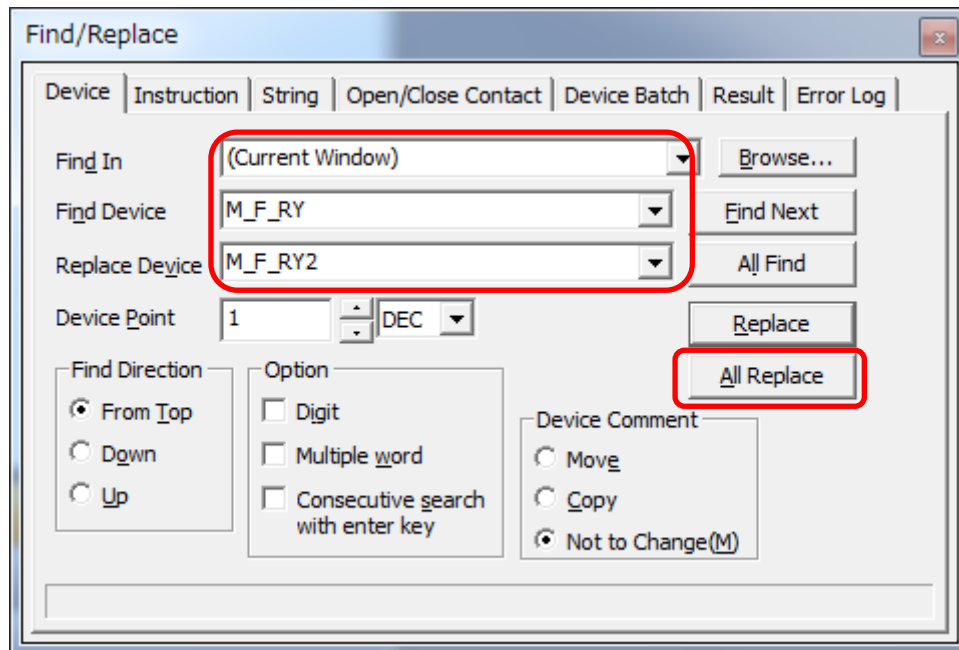 Find/Replace
Device Instruction String Open/Close Contact Device Batch Result Error Log
Find In (Current Window) Browse...
Find Device M_F_RY Find Next
Replace Device M_F_RY2 All Find
Device Point 1 DEC Replace
All Replace
Find Direction
From Top
Down
Up
Option
Digit
Multiple word
Consecutive search
with enter key
Device Comment
Move
Copy
Not to Change(M)